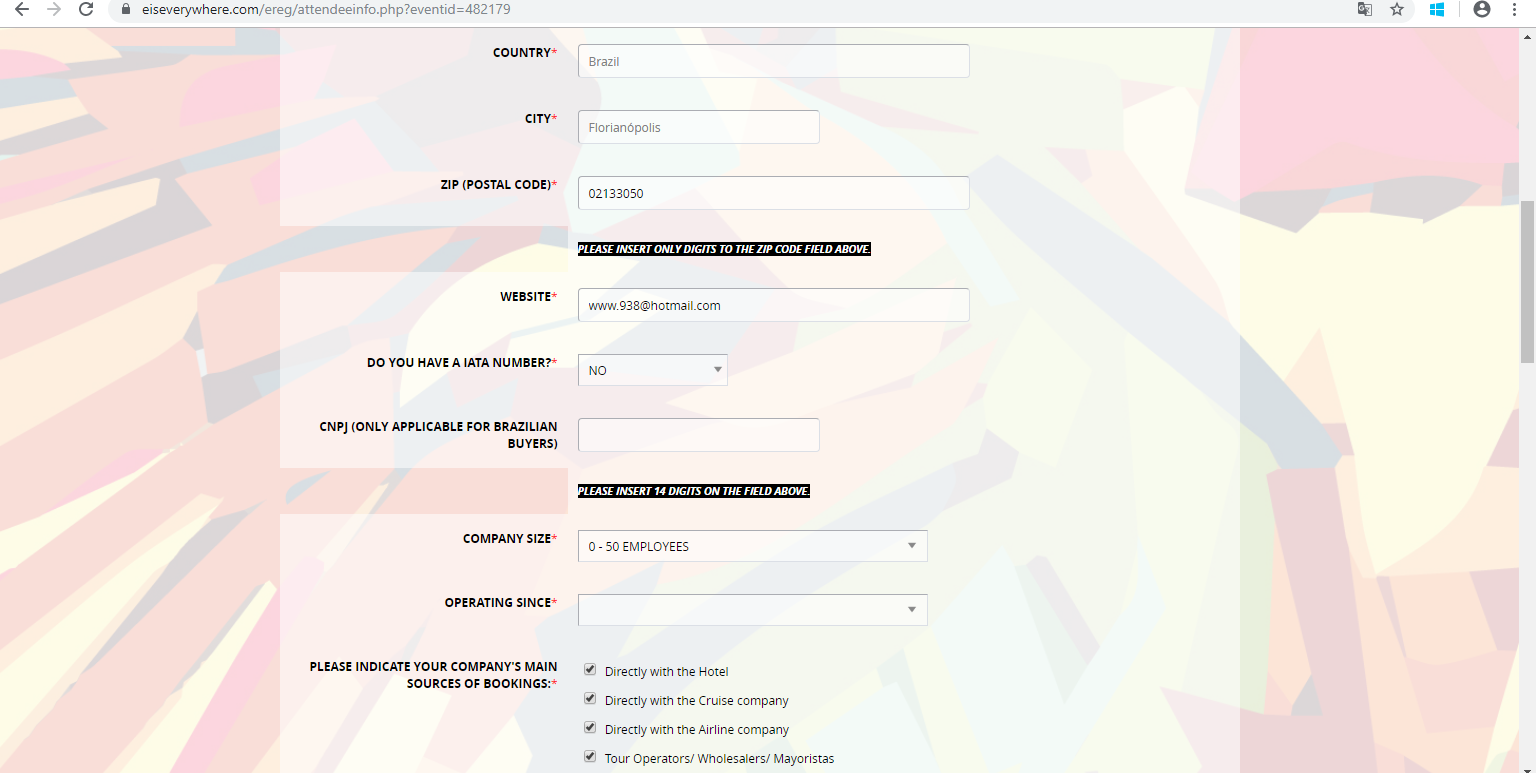 eiseverywhere.com/ereg/attendeeinfo.php?eventid=482179
COUNTRY*
Brazil
CITY*
Florianópolis
ZIP (POSTAL CODE)*
02133050
PLEASE INSERT ONLY DIGITS TO THE ZIP CODE FIELD ABOVE.
WEBSITE*
www.938@hotmail.com
DO YOU HAVE A IATA NUMBER?*
NO
CNPJ (ONLY APPLICABLE FOR BRAZILIAN
BUYERS)
PLEASE INSERT 14 DIGITS ON THE FIELD ABOVE.
COMPANY SIZE*
0 - 50 EMPLOYEES
OPERATING SINCE*
PLEASE INDICATE YOUR COMPANY'S MAIN
SOURCES OF BOOKINGS:*
Directly with the Hotel
Directly with the Cruise company
Directly with the Airline company
Tour Operators/ Wholesalers/ Mayoristas